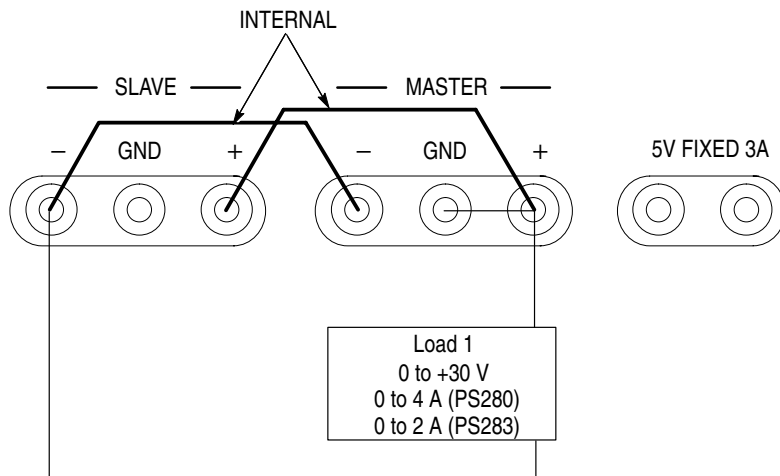 INTERNAL
SLAVE
MASTER
− GND + − GND +
5V FIXED 3A
Load 1
0 to +30 V
0 to 4 A (PS280)
0 to 2 A (PS283)